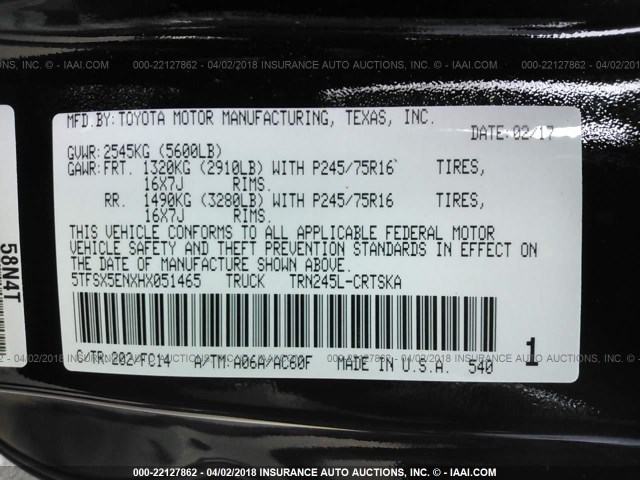 000-22127862 - 04/02/2018 INSURANCE AUTO AUCTIONS, INC. - © IAAI.COM
MFD.BY:TOYOTA MOTOR MANUFACTURING, TEXAS, INC.
DATE:02/17
GVWR:2545KG (5600LB)
GAWR:FRT. 1320KG (2910LB) WITH P245/75R16 TIRES,
16X7J RIMS.
RR. 1490KG (3280LB) WITH P245/75R16 TIRES,
16X7J RIMS.
THIS VEHICLE CONFORMS TO ALL APPLICABLE FEDERAL MOTOR
VEHICLE SAFETY AND THEFT PREVENTION STANDARDS IN EFFECT ON
THE DATE OF MANUFACTURE SHOWN ABOVE.
5TFSX5ENXHX051465 TRUCK TRN245L-CRTSKA
C/TR:202/FC14 A/TM:A06A/AC60F MADE IN U.S.A. 540
1
58N4T
000-22127862 - 04/02/2018 INSURANCE AUTO AUCTIONS, INC. - © IAAI.COM